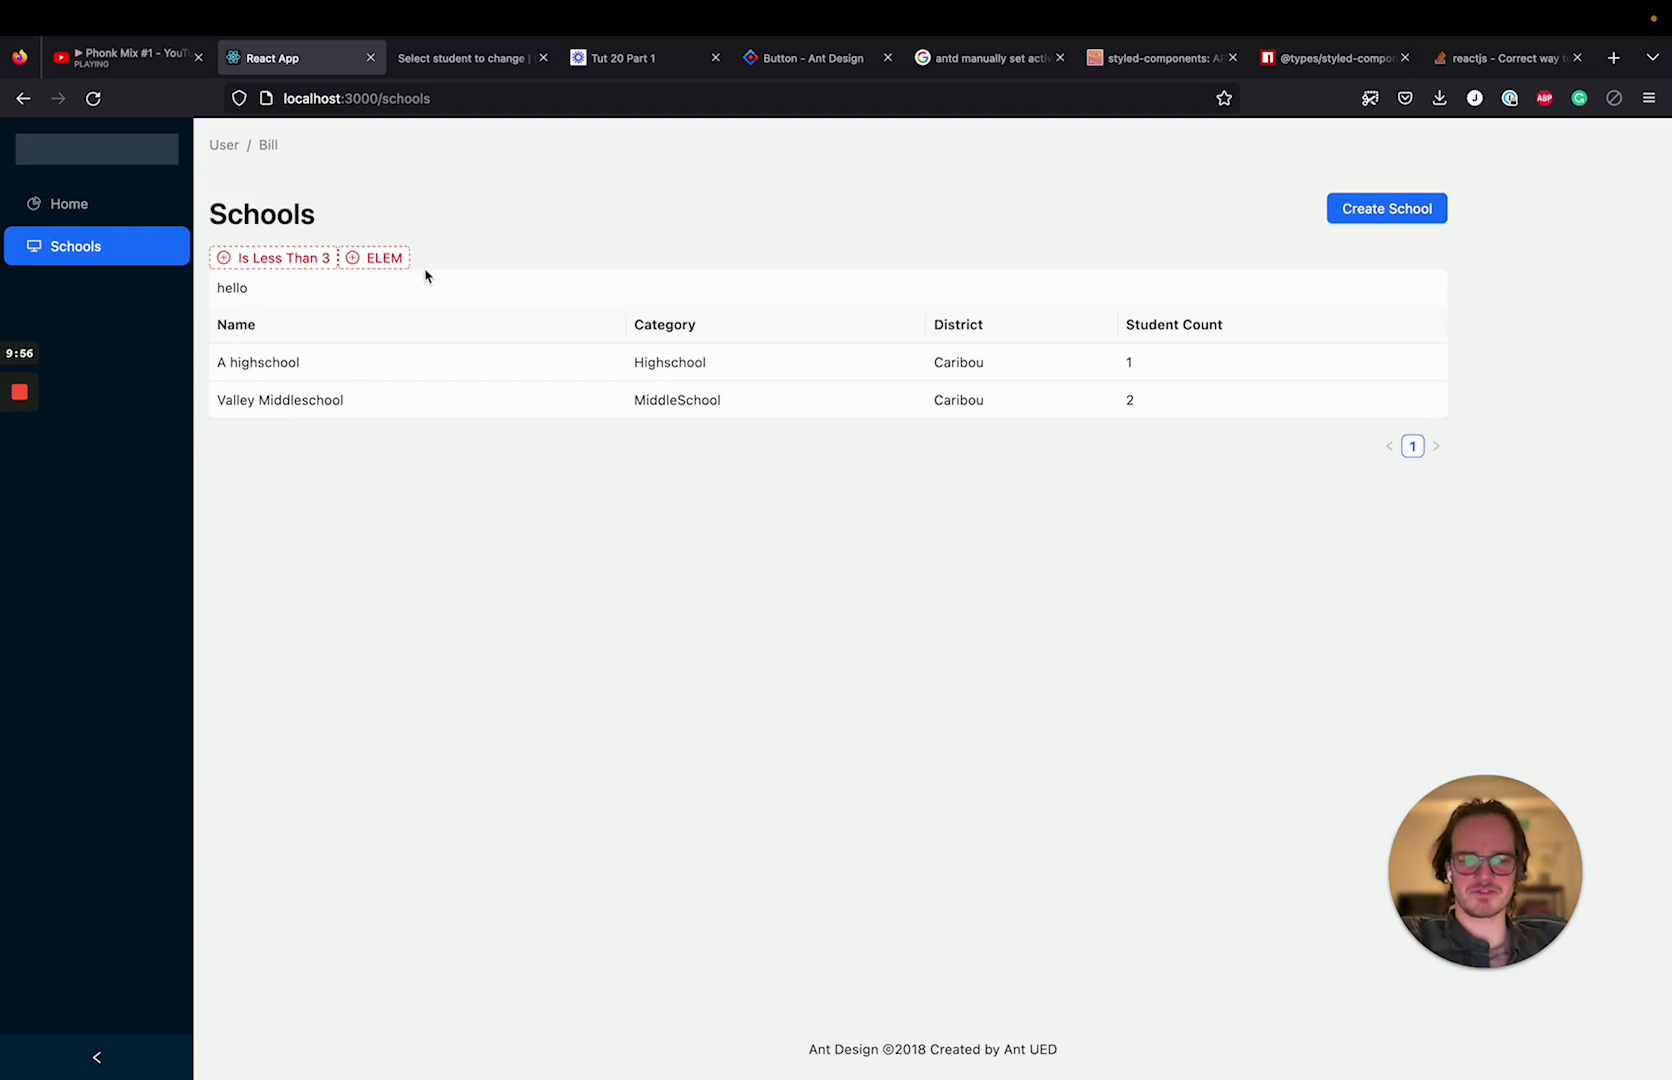 ▶ Phonk Mix #1 - YouTu
PLAYING
React App
Select student to change |
Tut 20 Part 1
Button - Ant Design
antd manually set acti
styled-components: AP
@types/styled-compon
reactjs - Correct way t
localhost:3000/schools
ABP
User / Bill
Home
Schools
Schools
Create School
Is Less Than 3
ELEM
hello
Name Category District Student Count
A highschool Highschool Caribou 1
Valley Middleschool MiddleSchool Caribou 2
< 1 >
9:56
Ant Design ©2018 Created by Ant UED